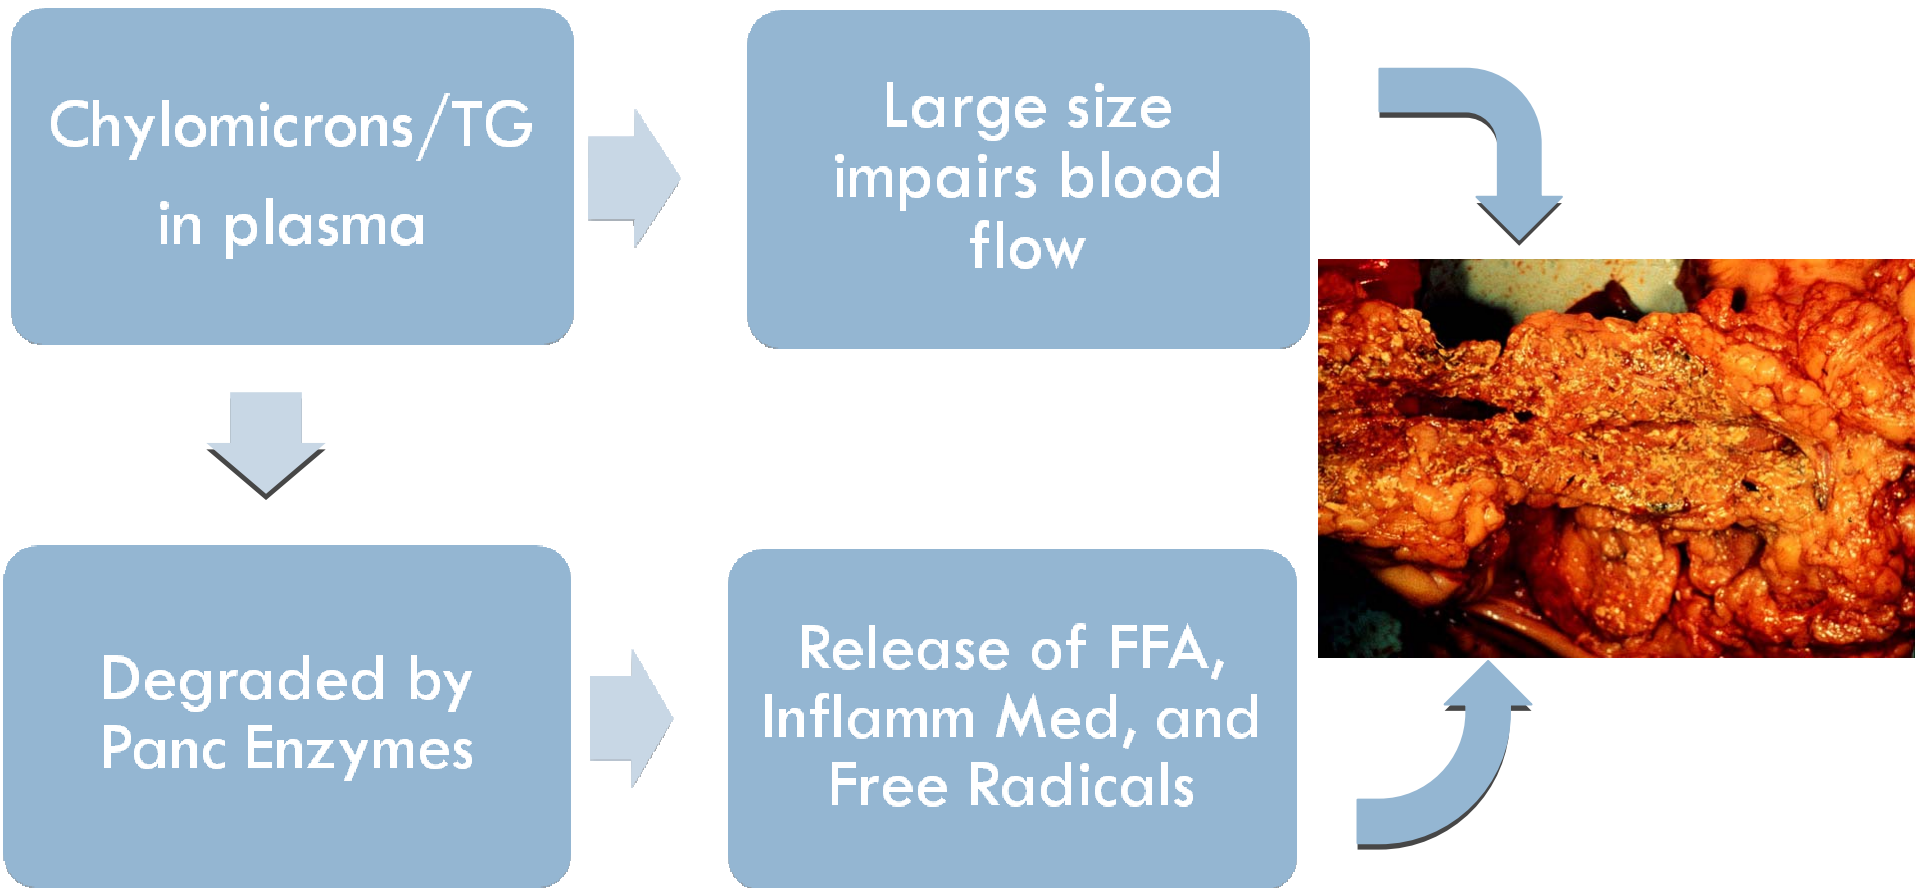 Chylomicrons/TG
in plasma
Large size
impairs blood
flow
Degraded by
Panc Enzymes
Release of FFA,
Inflamm Med, and
Free Radicals